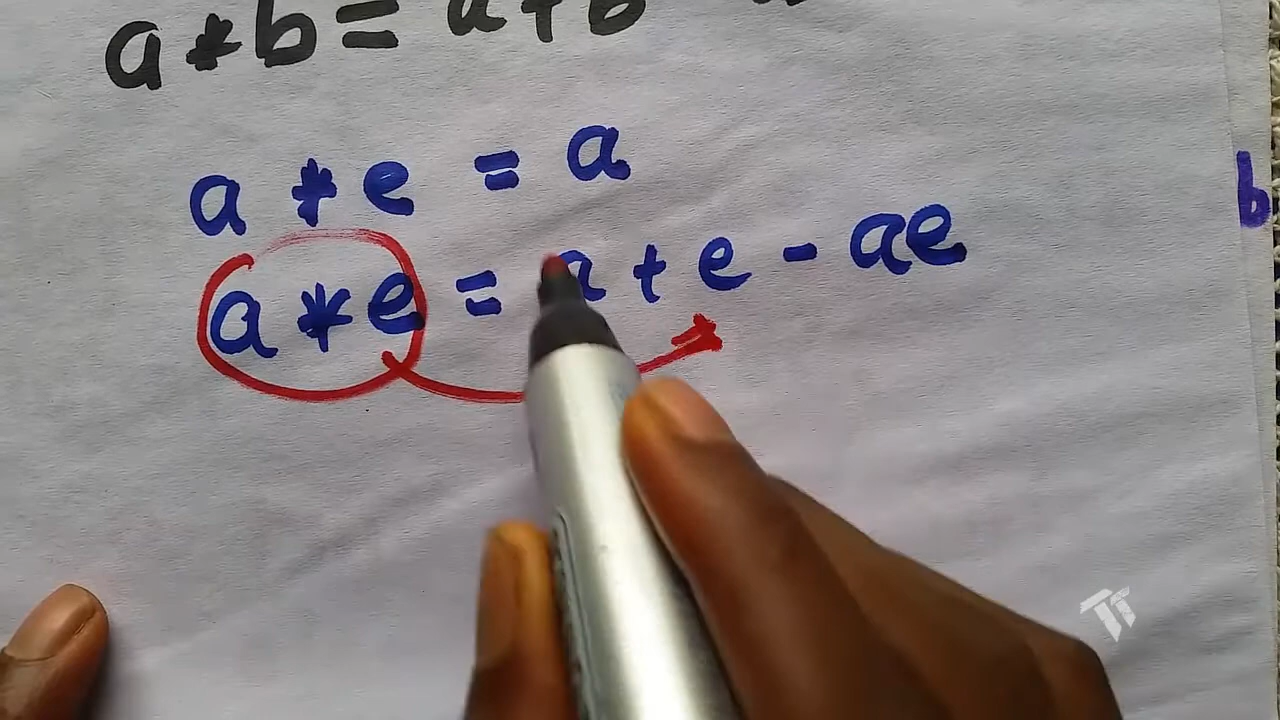 a * b = a + b
a * e = a
a * e = a + e - ae
b